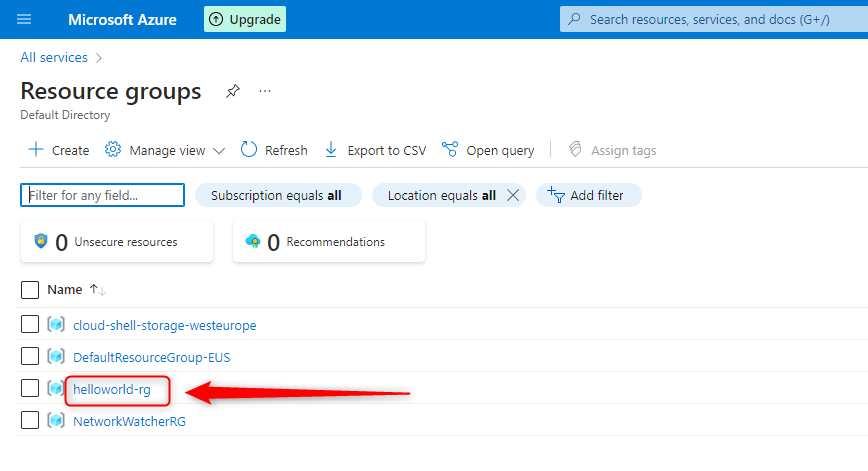 Microsoft Azure Upgrade Search resources, services, and docs (G+/)
All services
Resource groups
Default Directory
Create Manage view Refresh Export to CSV Open query Assign tags
Filter for any field... Subscription equals all Location equals all Add filter
0 Unsecure resources 0 Recommendations
Name
cloud-shell-storage-westeurope
DefaultResourceGroup-EUS
helloworld-rg
NetworkWatcherRG